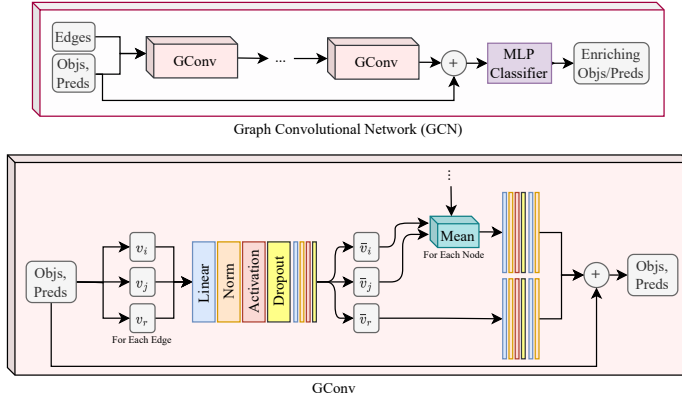 Edges
Objs,
Preds
GConv
...
GConv
+
MLP
Classifier
Enriching
Objs/Preds
Graph Convolutional Network (GCN)
Objs,
Preds
v_i
v_j
v_r
For Each Edge
Linear
Norm
Activation
Dropout
v̄_i
v̄_j
v̄_r
...
Mean
For Each Node
+
Objs,
Preds
GConv